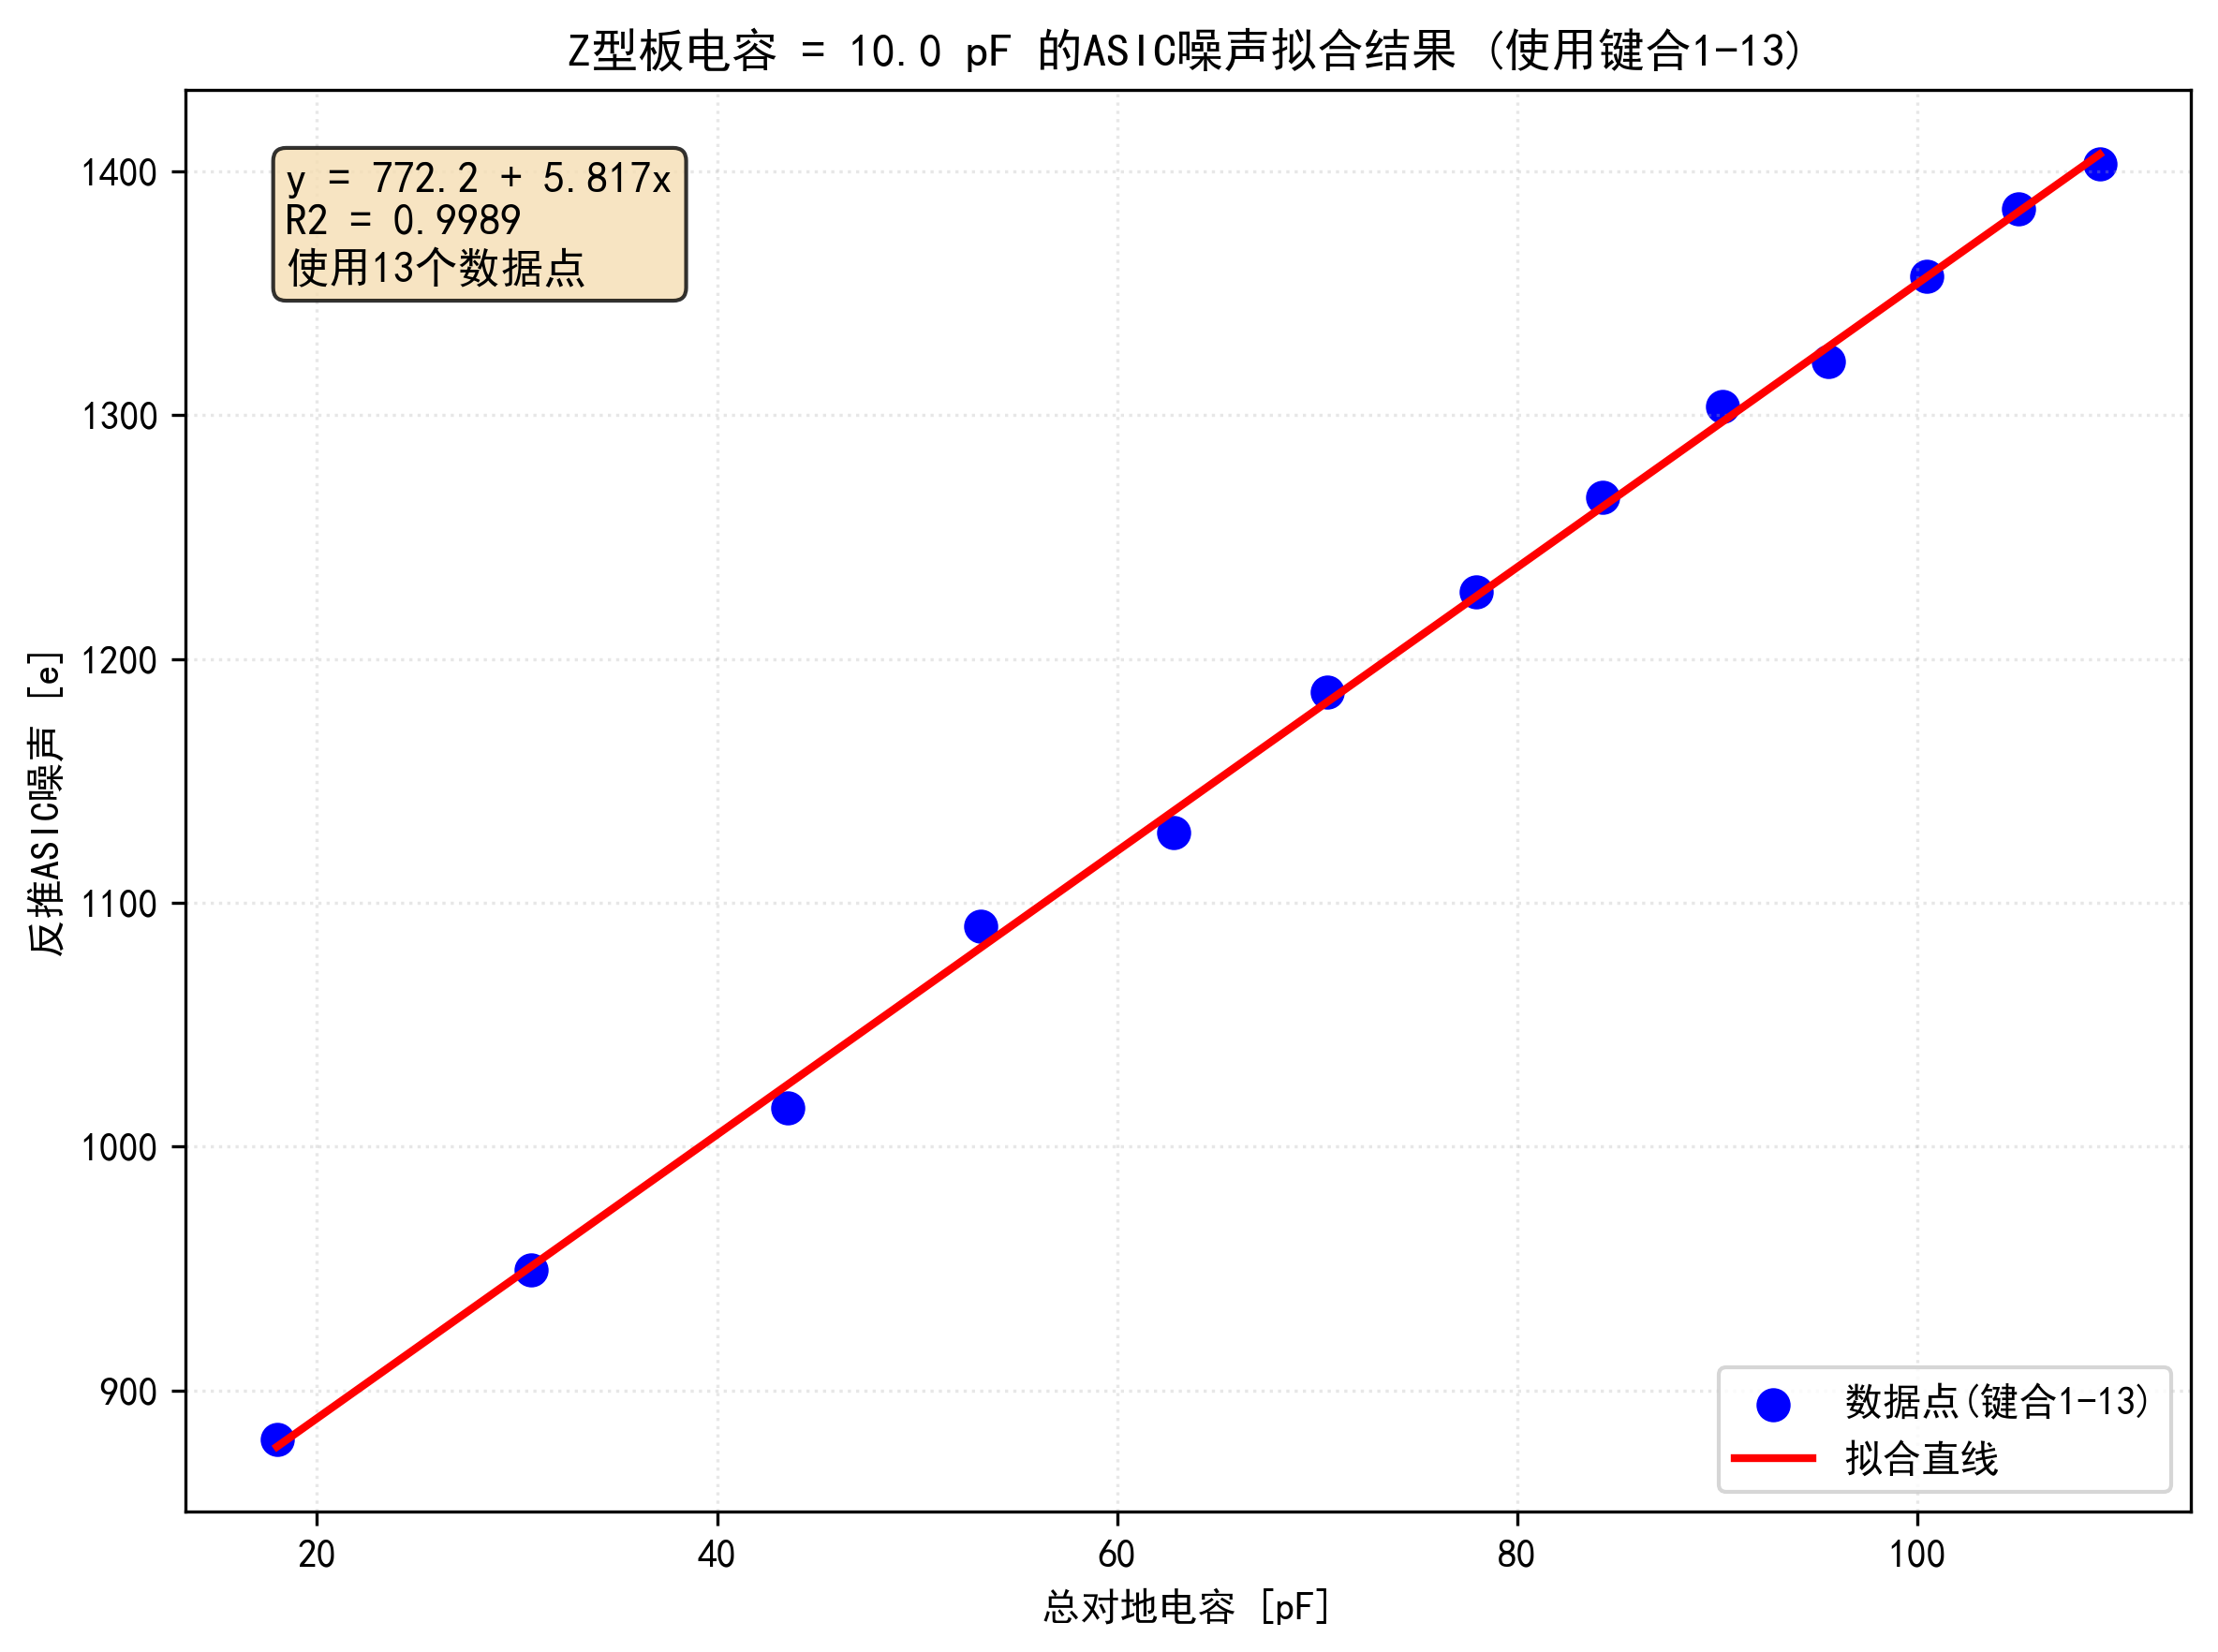 Z型板电容 = 10.0 pF 的ASIC噪声拟合结果 (使用键合1-13)
y = 772.2 + 5.817x
R2 = 0.9989
使用13个数据点
1400
1300
1200
1100
1000
900
反推ASIC噪声 [e]
数据点(键合1-13)
拟合直线
20 40 60 80 100
总对地电容 [pF]